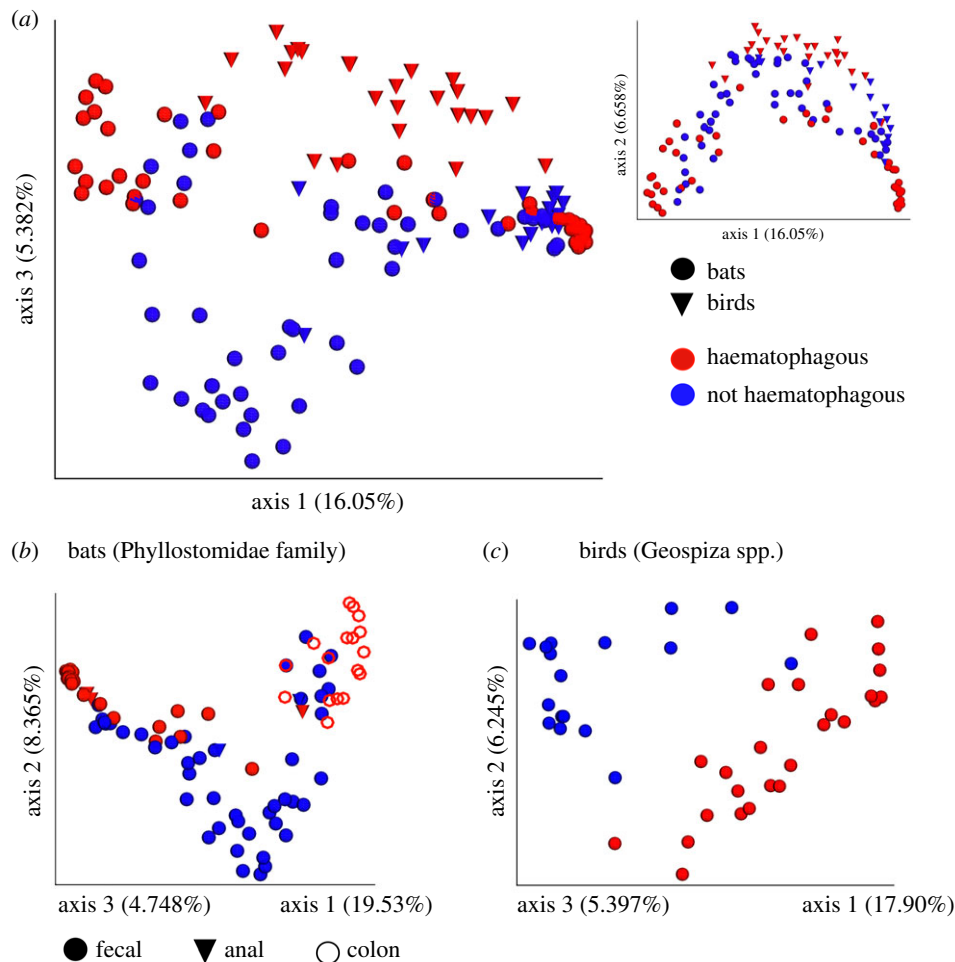 (a)
axis 3 (5.382%)
axis 1 (16.05%)
axis 2 (6.658%)
axis 1 (16.05%)
bats
birds
haematophagous
not haematophagous
(b) bats (Phyllostomidae family)
axis 2 (8.365%)
axis 3 (4.748%) axis 1 (19.53%)
fecal anal colon
(c) birds (Geospiza spp.)
axis 2 (6.245%)
axis 3 (5.397%) axis 1 (17.90%)